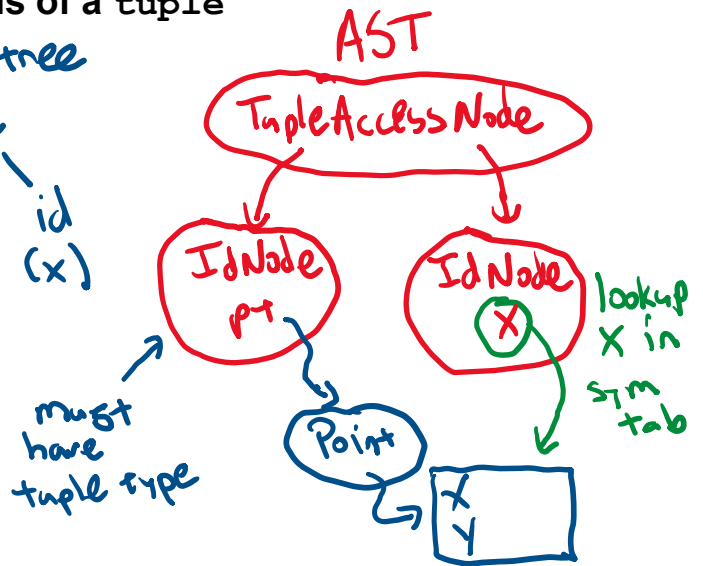 of a tuple
tree
AST
TupleAccessNode
id
(x)
IdNode
pt
IdNode
X
lookup
X in
sym
tab
must
have
tuple type
Point
X
Y